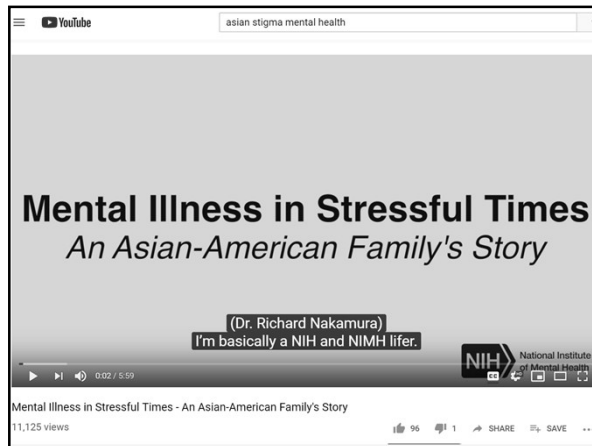 YouTube
asian stigma mental health
Mental Illness in Stressful Times
An Asian-American Family's Story
(Dr. Richard Nakamura)
I'm basically a NIH and NIMH lifer.
NIH National Institute
of Mental Health
CC
0:02 / 5:59
Mental Illness in Stressful Times - An Asian-American Family's Story
11,125 views
96
1
SHARE
SAVE